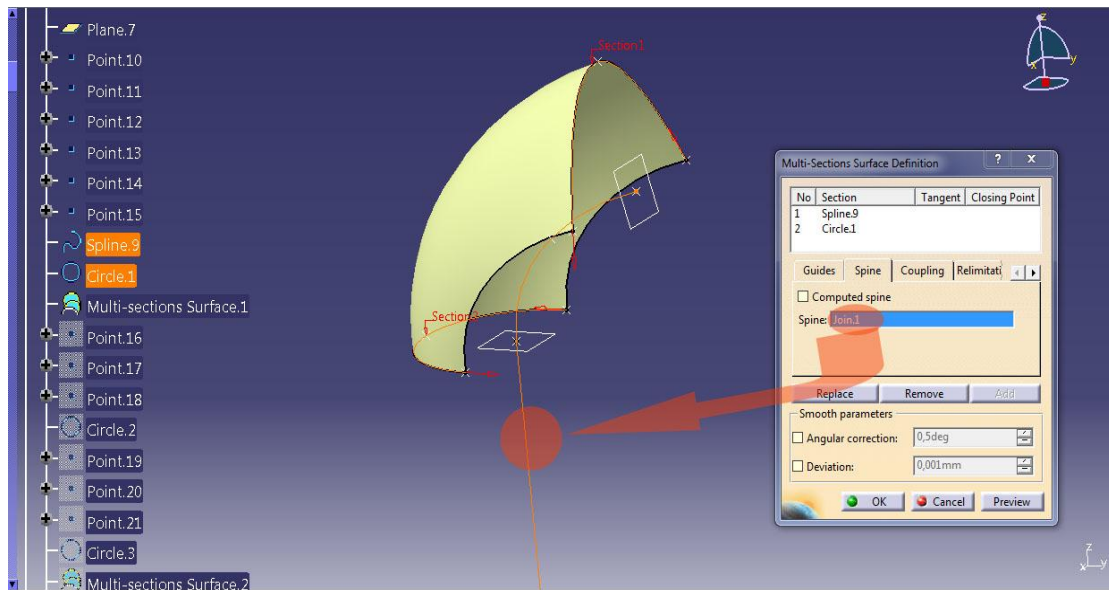 Plane.7
Point.10
Point.11
Point.12
Point.13
Point.14
Point.15
Spline.9
Circle.1
Multi-sections Surface.1
Point.16
Point.17
Point.18
Circle.2
Point.19
Point.20
Point.21
Circle.3
Multi-sections Surface.2
Section1
Section
z
x
y
Multi-Sections Surface Definition ? X
No Section Tangent Closing Point
1 Spline.9
2 Circle.1
Guides Spine Coupling Relimitati
Computed spine
Spine: Join.1
Replace Remove Add
Smooth parameters
Angular correction: 0,5deg
Deviation: 0,001mm
OK Cancel Preview
z
x y